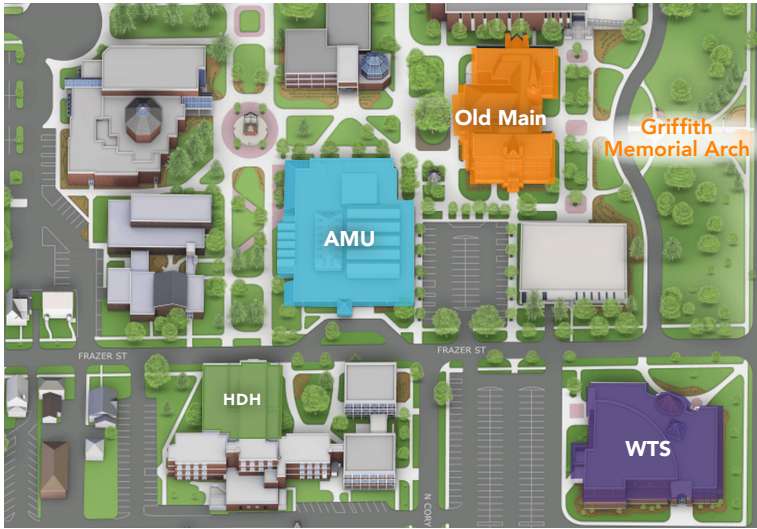 Old Main
Griffith
Memorial Arch
AMU
FRAZER ST
FRAZER ST
HDH
WTS
N CORY